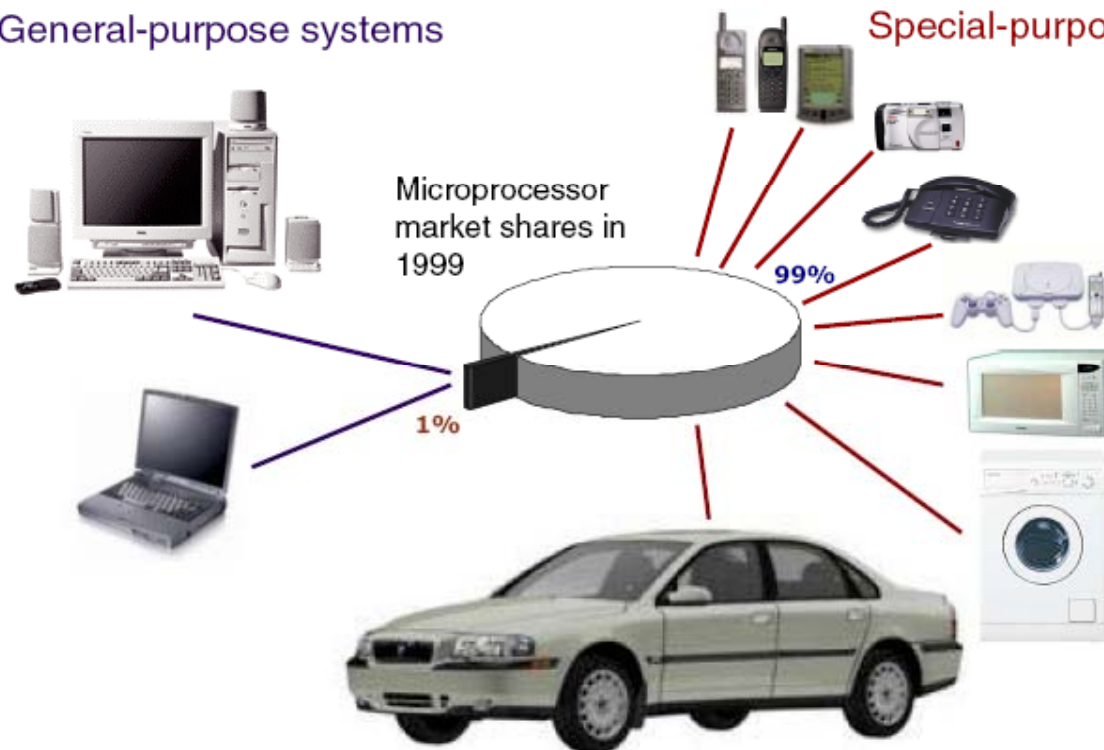 General-purpose systems
Special-purpo
Microprocessor
market shares in
1999
99%
1%